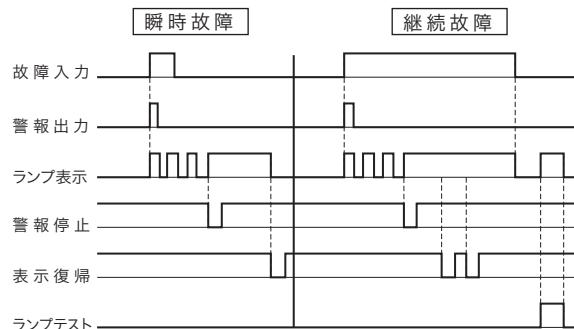 瞬時故障
継続故障
故障入力
警報出力
ランプ表示
警報停止
表示復帰
ランプテスト